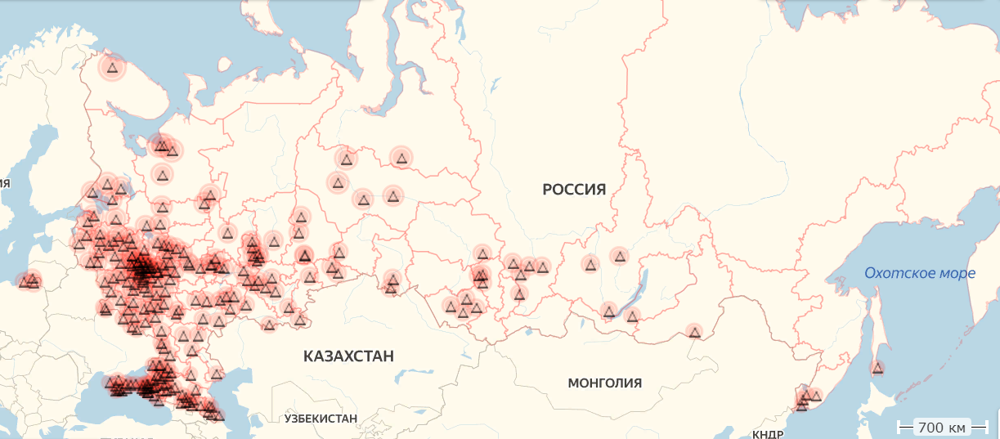 РОССИЯ
Охотское море
КАЗАХСТАН
МОНГОЛИЯ
УЗБЕКИСТАН
700 км
КНДР